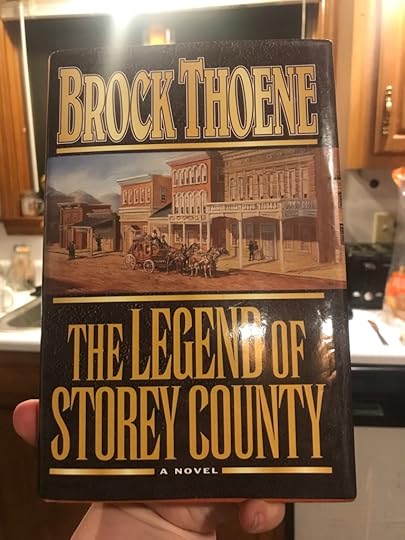 BROCK THOENE
THE LEGEND OF
STOREY COUNTY
A NOVEL